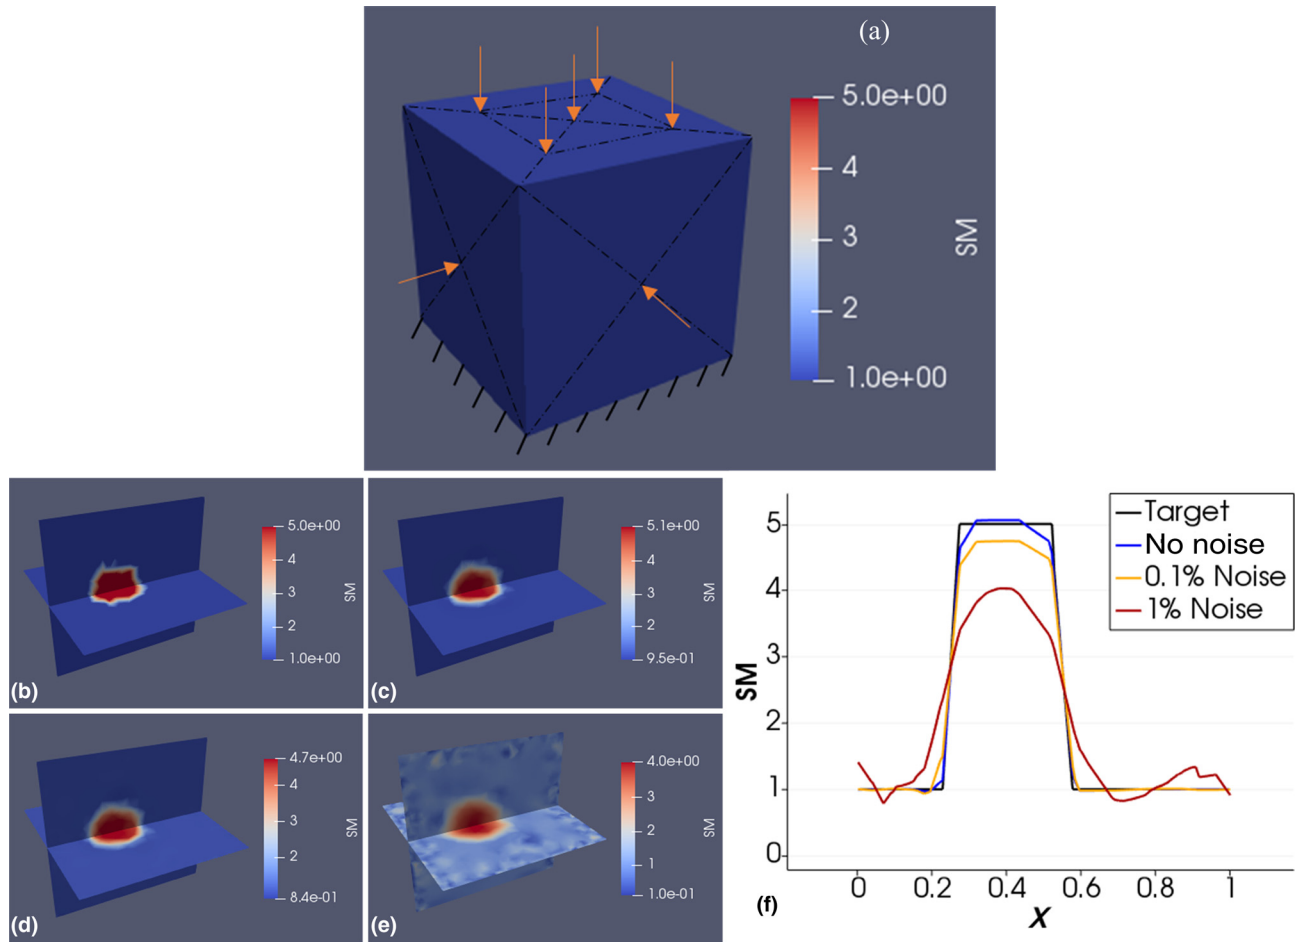 (a)
5.0e+00
4
3
2
1.0e+00
SM
5.0e+00
4
3
2
1.0e+00
SM
(b)
5.1e+00
4
3
2
9.5e-01
SM
(c)
4.7e+00
4
3
2
8.4e-01
SM
(d)
4.0e+00
3
2
1
1.0e-01
SM
(e)
Target
No noise
0.1% Noise
1% Noise
5
4
3
2
1
0
SM
0 0.2 0.4 0.6 0.8 1
X
(f)